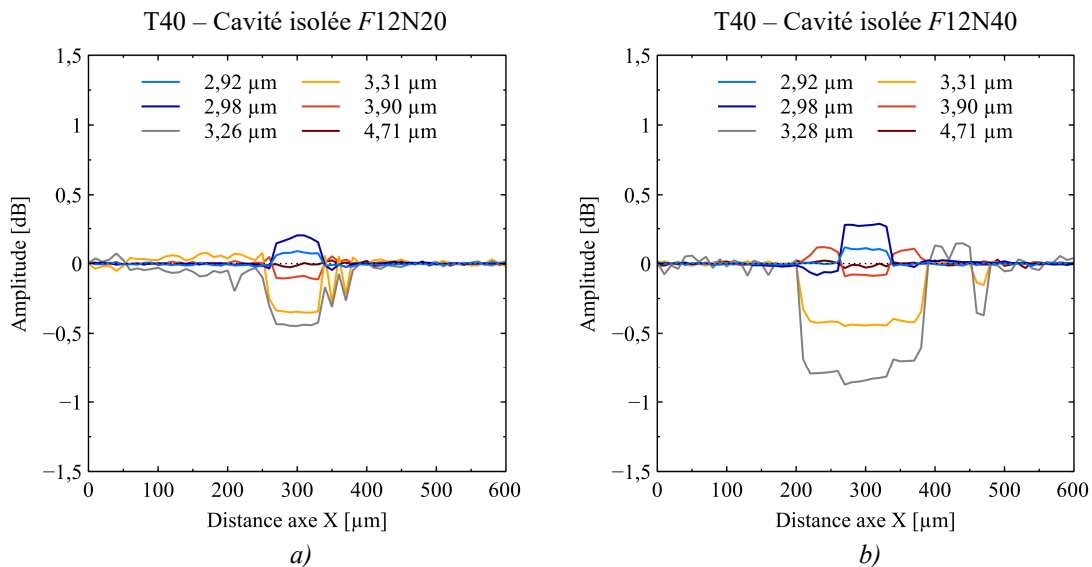 T40 – Cavité isolée F12N20
1,5
1
0,5
0
−0,5
−1
−1,5
Amplitude [dB]
2,92 µm
3,31 µm
2,98 µm
3,90 µm
3,26 µm
4,71 µm
0 100 200 300 400 500 600
Distance axe X [µm]
a)
T40 – Cavité isolée F12N40
1,5
1
0,5
0
−0,5
−1
−1,5
Amplitude [dB]
2,92 µm
3,31 µm
2,98 µm
3,90 µm
3,28 µm
4,71 µm
0 100 200 300 400 500 600
Distance axe X [µm]
b)